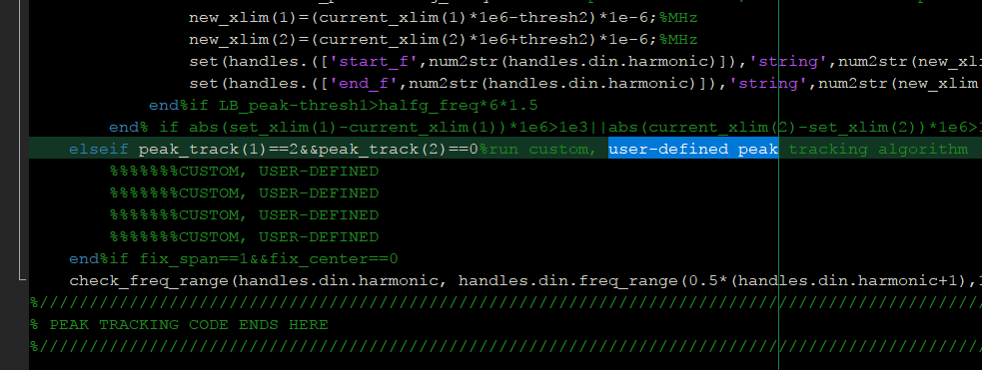 new_xlim(1)=(current_xlim(1)*1e6-thresh2)*1e-6;%MHz
new_xlim(2)=(current_xlim(2)*1e6+thresh2)*1e-6;%MHz
set(handles.(['start_f',num2str(handles.din.harmonic)]),'string',num2str(new_xli
set(handles.(['end_f',num2str(handles.din.harmonic)]),'string',num2str(new_xlim
end%if LB_peak-thresh1>halfg_freq*6*1.5
end% if abs(set_xlim(1)-current_xlim(1))*1e6>1e3||abs(current_xlim(2)-set_xlim(2))*1e6>1
elseif peak_track(1)==2&&peak_track(2)==0%run custom, user-defined peak tracking algorithm
%%%%%%%CUSTOM, USER-DEFINED
%%%%%%%CUSTOM, USER-DEFINED
%%%%%%%CUSTOM, USER-DEFINED
%%%%%%%CUSTOM, USER-DEFINED
end%if fix_span==1&&fix_center==0
check_freq_range(handles.din.harmonic, handles.din.freq_range(0.5*(handles.din.harmonic+1),1
%///////////////////////////////////////////////////////////////////////////////////////////////
% PEAK TRACKING CODE ENDS HERE
%///////////////////////////////////////////////////////////////////////////////////////////////